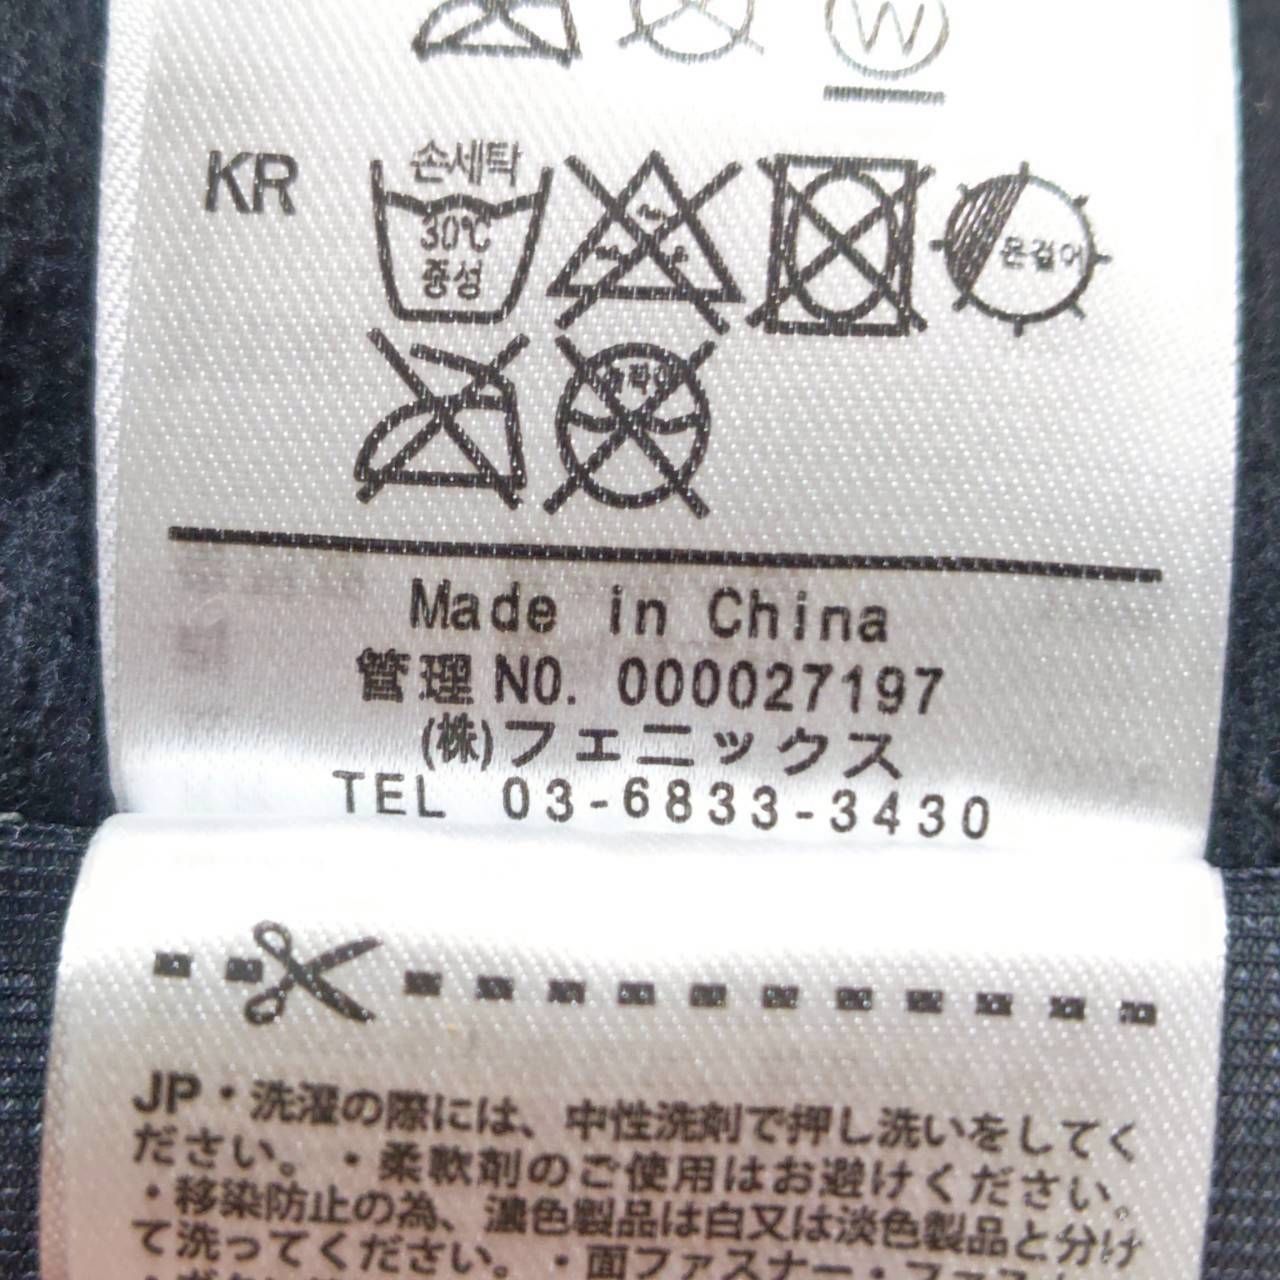 W
KR
손세탁
30℃
중성
옷걸이
Made in China
管理 NO. 000027197
(株)フェニックス
TEL 03-6833-3430
JP・洗濯の際には、中性洗剤で押し洗いをしてく
ださい。・柔軟剤のご使用はお避けください。
・移染防止の為、濃色製品は白又は淡色製品と分け
て洗ってください。・面ファスナー・ファス